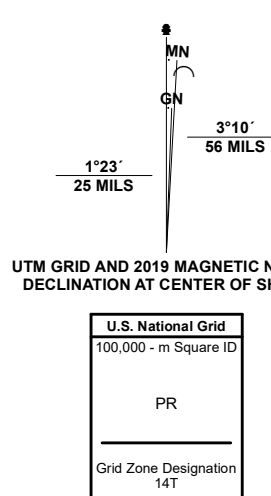 MN
GN
3°10´
56 MILS
1°23´
25 MILS
UTM GRID AND 2019 MAGNETIC N
DECLINATION AT CENTER OF SH
U.S. National Grid
100,000 - m Square ID
PR
Grid Zone Designation
14T